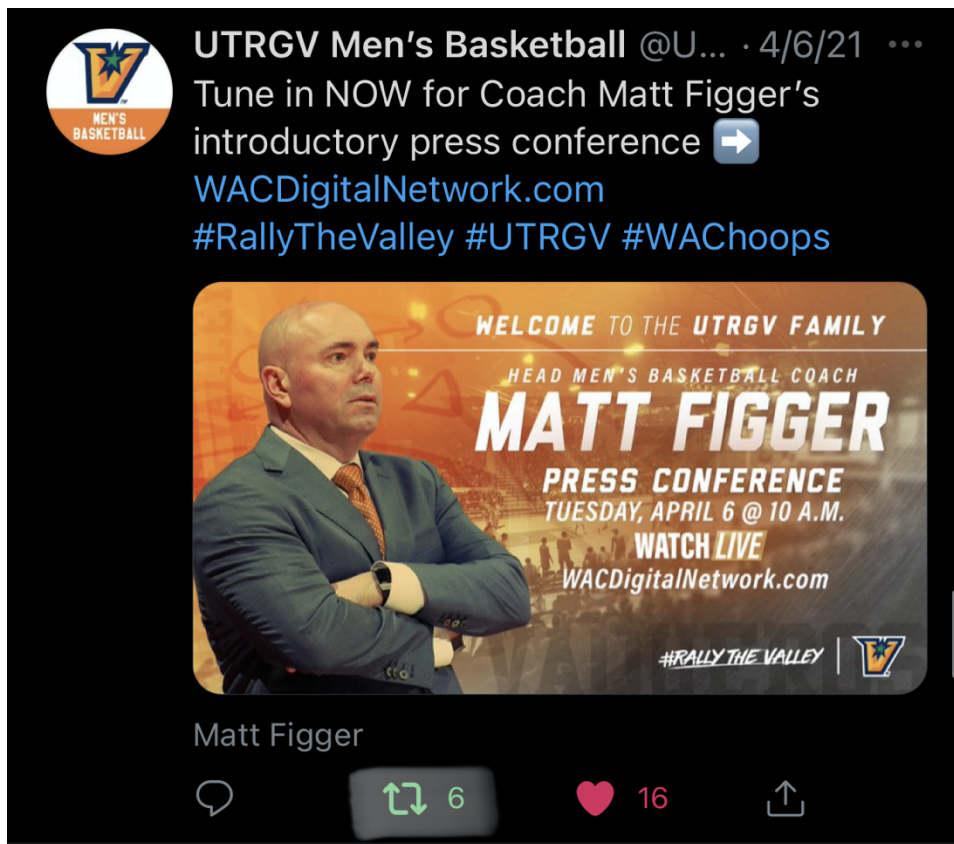 UTRGV Men's Basketball @U... · 4/6/21
MEN'S
BASKETBALL
Tune in NOW for Coach Matt Figger's
introductory press conference ➡️
WACDigitalNetwork.com
#RallyTheValley #UTRGV #WAChoops
WELCOME TO THE UTRGV FAMILY
HEAD MEN'S BASKETBALL COACH
MATT FIGGER
PRESS CONFERENCE
TUESDAY, APRIL 6 @ 10 A.M.
WATCH LIVE
WACDigitalNetwork.com
#RALLY THE VALLEY
VAQUEROS
Matt Figger
6
16